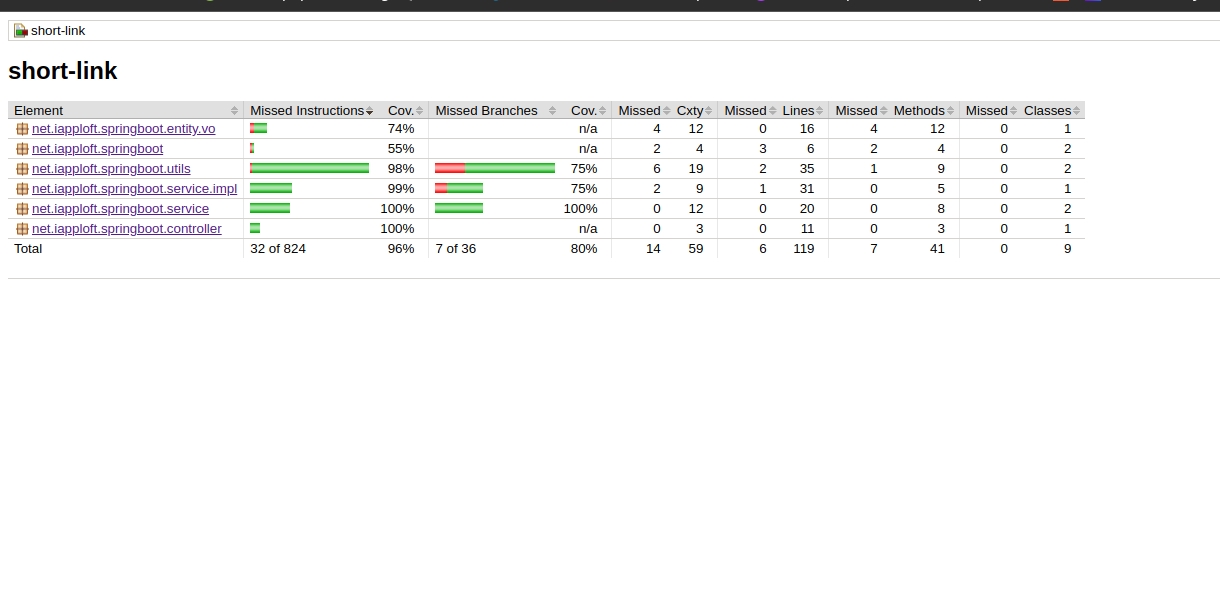 short-link
short-link
Element Missed Instructions Cov. Missed Branches Cov. Missed Cxty Missed Lines Missed Methods Missed Classes
net.iapploft.springboot.entity.vo 74% n/a 4 12 0 16 4 12 0 1
net.iapploft.springboot 55% n/a 2 4 3 6 2 4 0 2
net.iapploft.springboot.utils 98% 75% 6 19 2 35 1 9 0 2
net.iapploft.springboot.service.impl 99% 75% 2 9 1 31 0 5 0 1
net.iapploft.springboot.service 100% 100% 0 12 0 20 0 8 0 2
net.iapploft.springboot.controller 100% n/a 0 3 0 11 0 3 0 1
Total 32 of 824 96% 7 of 36 80% 14 59 6 119 7 41 0 9